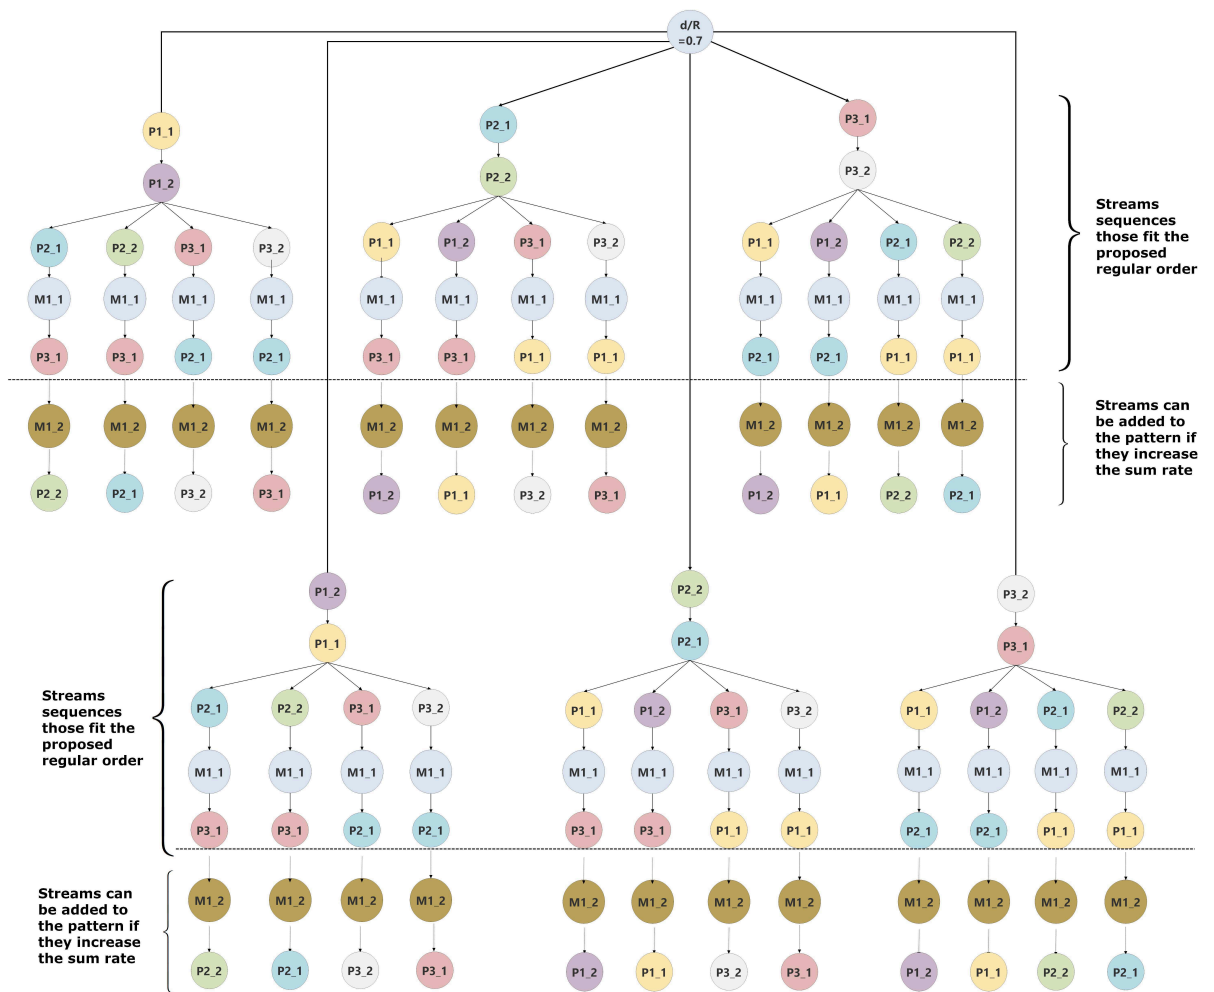 d/R
=0.7
P1_1
P2_1
P3_1
P1_2
P2_2
P3_2
P2_1 P2_2 P3_1 P3_2
P1_1 P1_2 P3_1 P3_2
P1_1 P1_2 P2_1 P2_2
M1_1 M1_1 M1_1 M1_1
M1_1 M1_1 M1_1 M1_1
M1_1 M1_1 M1_1 M1_1
P3_1 P3_1 P2_1 P2_1
P3_1 P3_1 P1_1 P1_1
P2_1 P2_1 P1_1 P1_1
Streams
sequences
those fit the
proposed
regular order
M1_2 M1_2 M1_2 M1_2
M1_2 M1_2 M1_2 M1_2
M1_2 M1_2 M1_2 M1_2
P2_2 P2_1 P3_2 P3_1
P1_2 P1_1 P3_2 P3_1
P1_2 P1_1 P2_2 P2_1
Streams can
be added to
the pattern if
they increase
the sum rate
P1_2
P2_2
P3_2
P1_1
P2_1
P3_1
Streams
sequences
those fit the
proposed
regular order
P2_1 P2_2 P3_1 P3_2
P1_1 P1_2 P3_1 P3_2
P1_1 P1_2 P2_1 P2_2
M1_1 M1_1 M1_1 M1_1
M1_1 M1_1 M1_1 M1_1
M1_1 M1_1 M1_1 M1_1
P3_1 P3_1 P2_1 P2_1
P3_1 P3_1 P1_1 P1_1
P2_1 P2_1 P1_1 P1_1
Streams can
be added to
the pattern if
they increase
the sum rate
M1_2 M1_2 M1_2 M1_2
M1_2 M1_2 M1_2 M1_2
M1_2 M1_2 M1_2 M1_2
P2_2 P2_1 P3_2 P3_1
P1_2 P1_1 P3_2 P3_1
P1_2 P1_1 P2_2 P2_1